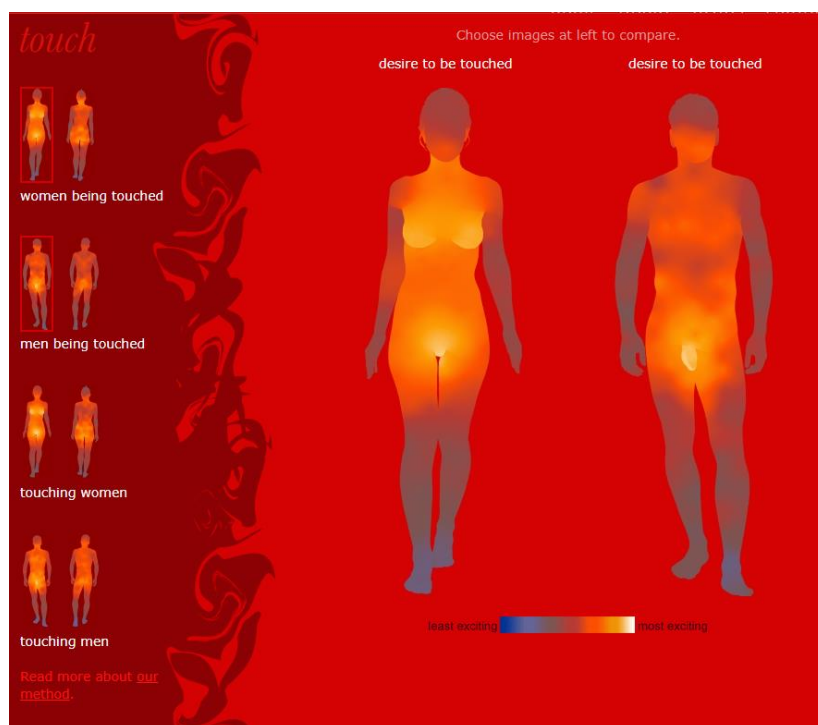 touch
Choose images at left to compare.
desire to be touched
desire to be touched
women being touched
men being touched
touching women
touching men
least exciting
most exciting
Read more about our
method.